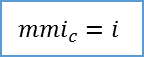 mmi_c = i